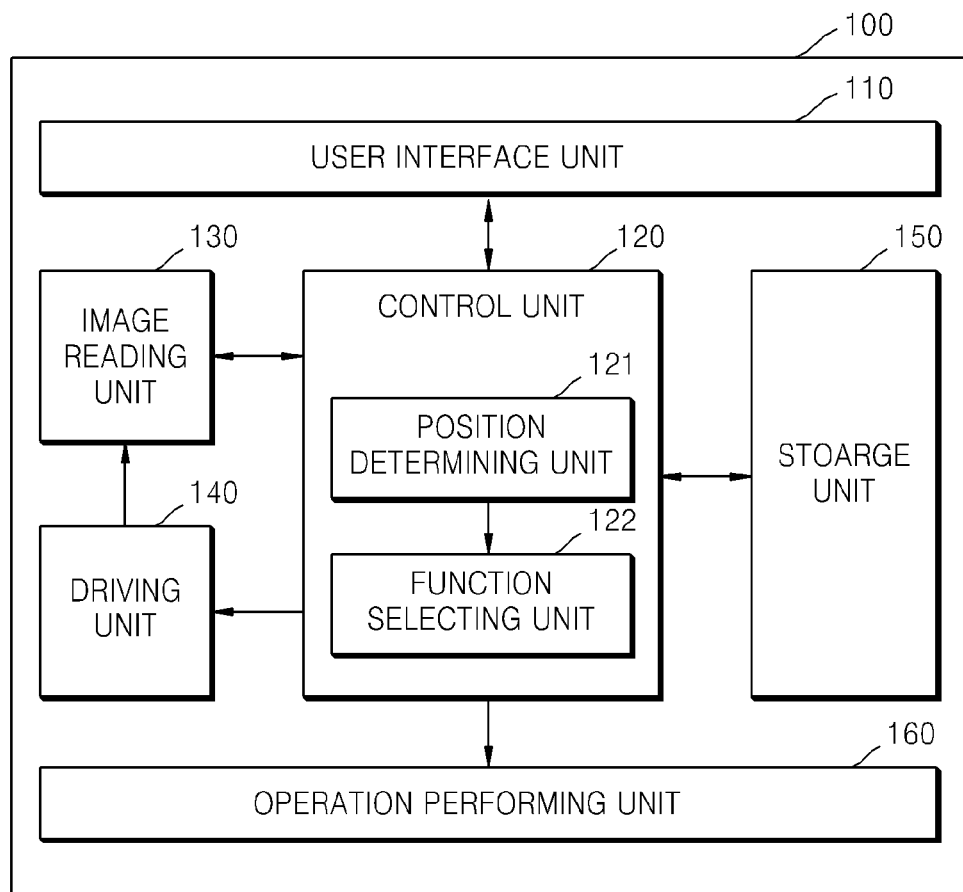 100
110
USER INTERFACE UNIT
130
120
150
IMAGE
READING
UNIT
CONTROL UNIT
121
POSITION
DETERMINING UNIT
STOARGE
UNIT
140
122
DRIVING
UNIT
FUNCTION
SELECTING UNIT
160
OPERATION PERFORMING UNIT